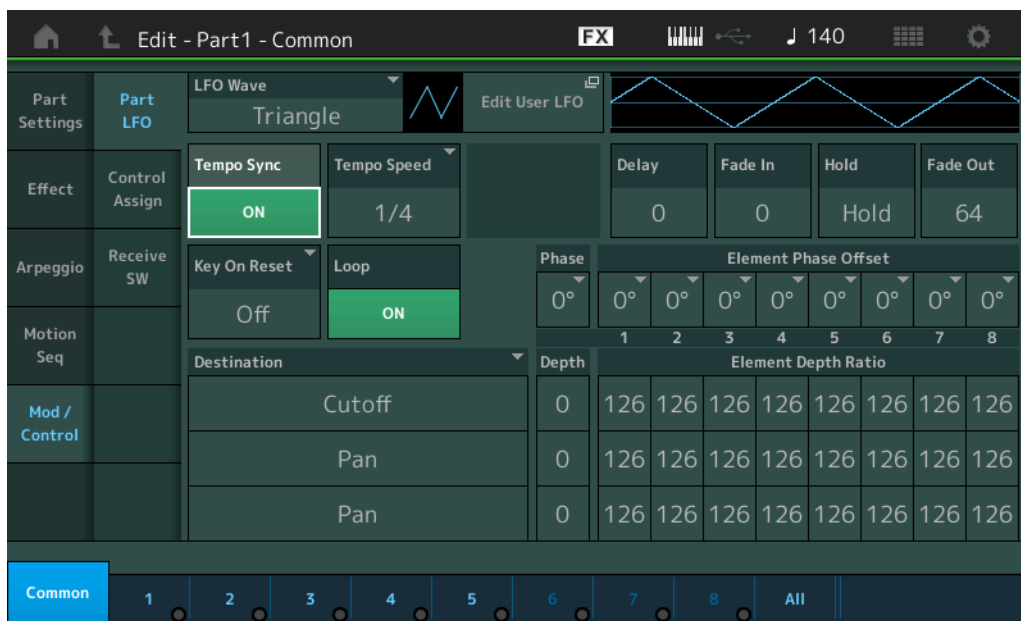 Edit - Part1 - Common FX 140
Part Settings
Effect
Arpeggio
Motion Seq
Mod / Control
Part LFO
Control Assign
Receive SW
LFO Wave
Triangle
Edit User LFO
Tempo Sync
ON
Tempo Speed
1/4
Delay
0
Fade In
0
Hold
Hold
Fade Out
64
Key On Reset
Off
Loop
ON
Phase
0°
Element Phase Offset
0° 0° 0° 0° 0° 0° 0° 0°
1 2 3 4 5 6 7 8
Destination Depth Element Depth Ratio
Cutoff 0 126 126 126 126 126 126 126 126
Pan 0 126 126 126 126 126 126 126 126
Pan 0 126 126 126 126 126 126 126 126
Common 1 2 3 4 5 6 7 8 All